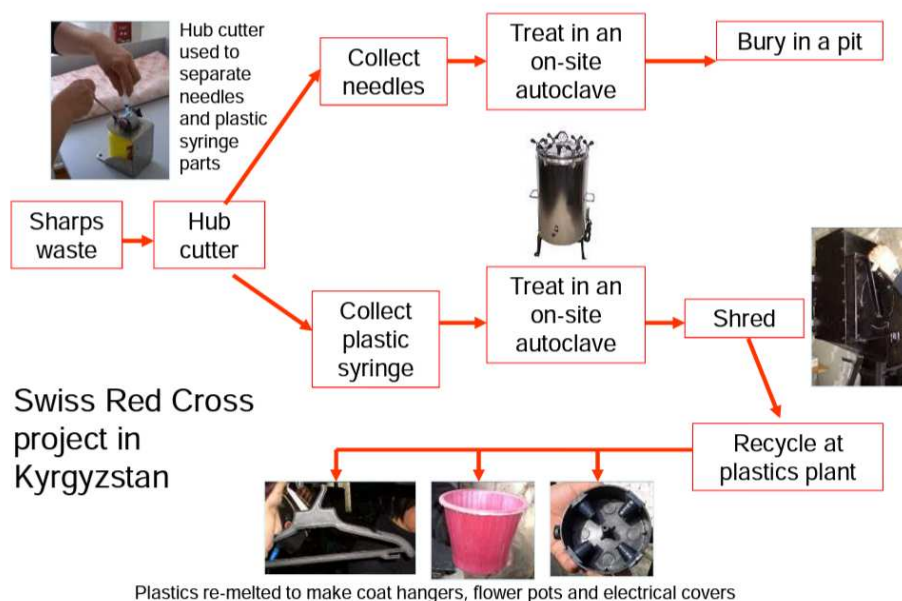 Hub cutter
used to
separate
needles
and plastic
syringe
parts
Collect
needles
Treat in an
on-site
autoclave
Bury in a pit
Sharps
waste
Hub
cutter
Collect
plastic
syringe
Treat in an
on-site
autoclave
Shred
Swiss Red Cross
project in
Kyrgyzstan
Recycle at
plastics plant
Plastics re-melted to make coat hangers, flower pots and electrical covers